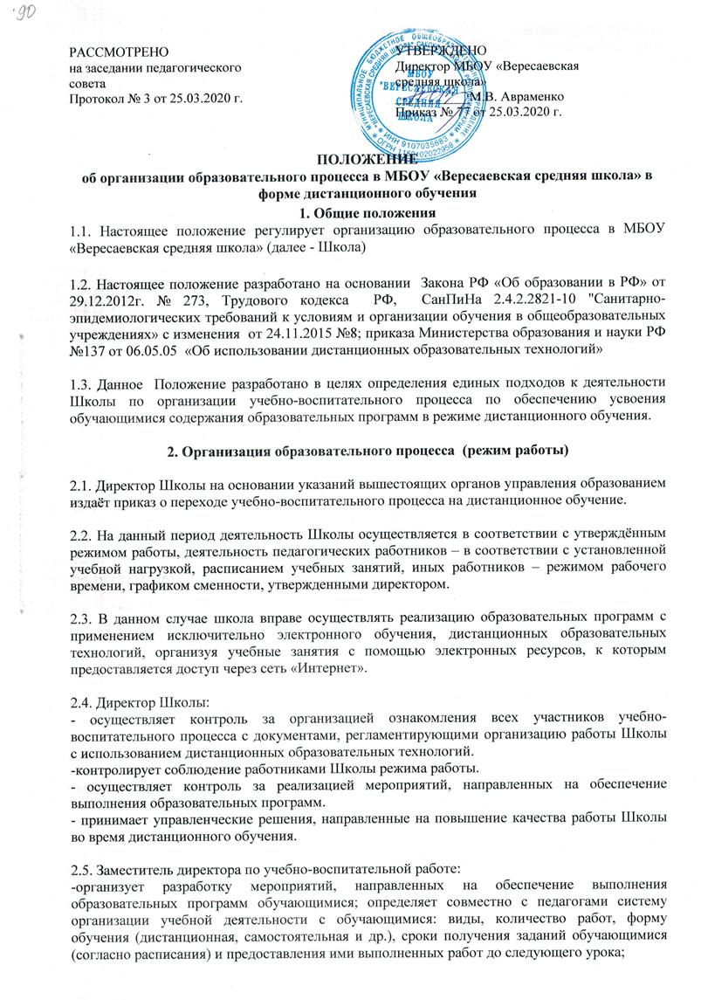 90
РАССМОТРЕНО
на заседании педагогического
совета
Протокол № 3 от 25.03.2020 г.
УТВЕРЖДЕНО
Директор МБОУ «Вересаевская
средняя школа»
М.В. Авраменко
Приказ № 77 от 25.03.2020 г.
МБОУ
"ВЕРЕСАЕВСКАЯ
СРЕДНЯЯ
ШКОЛА"
* ИНН 9107035683 *
ПОЛОЖЕНИЕ
об организации образовательного процесса в МБОУ «Вересаевская средняя школа» в
форме дистанционного обучения
1. Общие положения
1.1. Настоящее положение регулирует организацию образовательного процесса в МБОУ
«Вересаевская средняя школа» (далее - Школа)
1.2. Настоящее положение разработано на основании Закона РФ «Об образовании в РФ» от
29.12.2012г. № 273, Трудового кодекса РФ, СанПиНа 2.4.2.2821-10 "Санитарно-
эпидемиологических требований к условиям и организации обучения в общеобразовательных
учреждениях» с изменения от 24.11.2015 №8; приказа Министерства образования и науки РФ
№137 от 06.05.05 «Об использовании дистанционных образовательных технологий»
1.3. Данное Положение разработано в целях определения единых подходов к деятельности
Школы по организации учебно-воспитательного процесса по обеспечению усвоения
обучающимися содержания образовательных программ в режиме дистанционного обучения.
2. Организация образовательного процесса (режим работы)
2.1. Директор Школы на основании указаний вышестоящих органов управления образованием
издаёт приказ о переходе учебно-воспитательного процесса на дистанционное обучение.
2.2. На данный период деятельность Школы осуществляется в соответствии с утверждённым
режимом работы, деятельность педагогических работников – в соответствии с установленной
учебной нагрузкой, расписанием учебных занятий, иных работников – режимом рабочего
времени, графиком сменности, утвержденными директором.
2.3. В данном случае школа вправе осуществлять реализацию образовательных программ с
применением исключительно электронного обучения, дистанционных образовательных
технологий, организуя учебные занятия с помощью электронных ресурсов, к которым
предоставляется доступ через сеть «Интернет».
2.4. Директор Школы:
- осуществляет контроль за организацией ознакомления всех участников учебно-
воспитательного процесса с документами, регламентирующими организацию работы Школы
с использованием дистанционных образовательных технологий.
-контролирует соблюдение работниками Школы режима работы.
- осуществляет контроль за реализацией мероприятий, направленных на обеспечение
выполнения образовательных программ.
- принимает управленческие решения, направленные на повышение качества работы Школы
во время дистанционного обучения.
2.5. Заместитель директора по учебно-воспитательной работе:
-организует разработку мероприятий, направленных на обеспечение выполнения
образовательных программ обучающимися; определяет совместно с педагогами систему
организации учебной деятельности с обучающимися: виды, количество работ, форму
обучения (дистанционная, самостоятельная и др.), сроки получения заданий обучающимися
(согласно расписания) и предоставления ими выполненных работ до следующего урока;